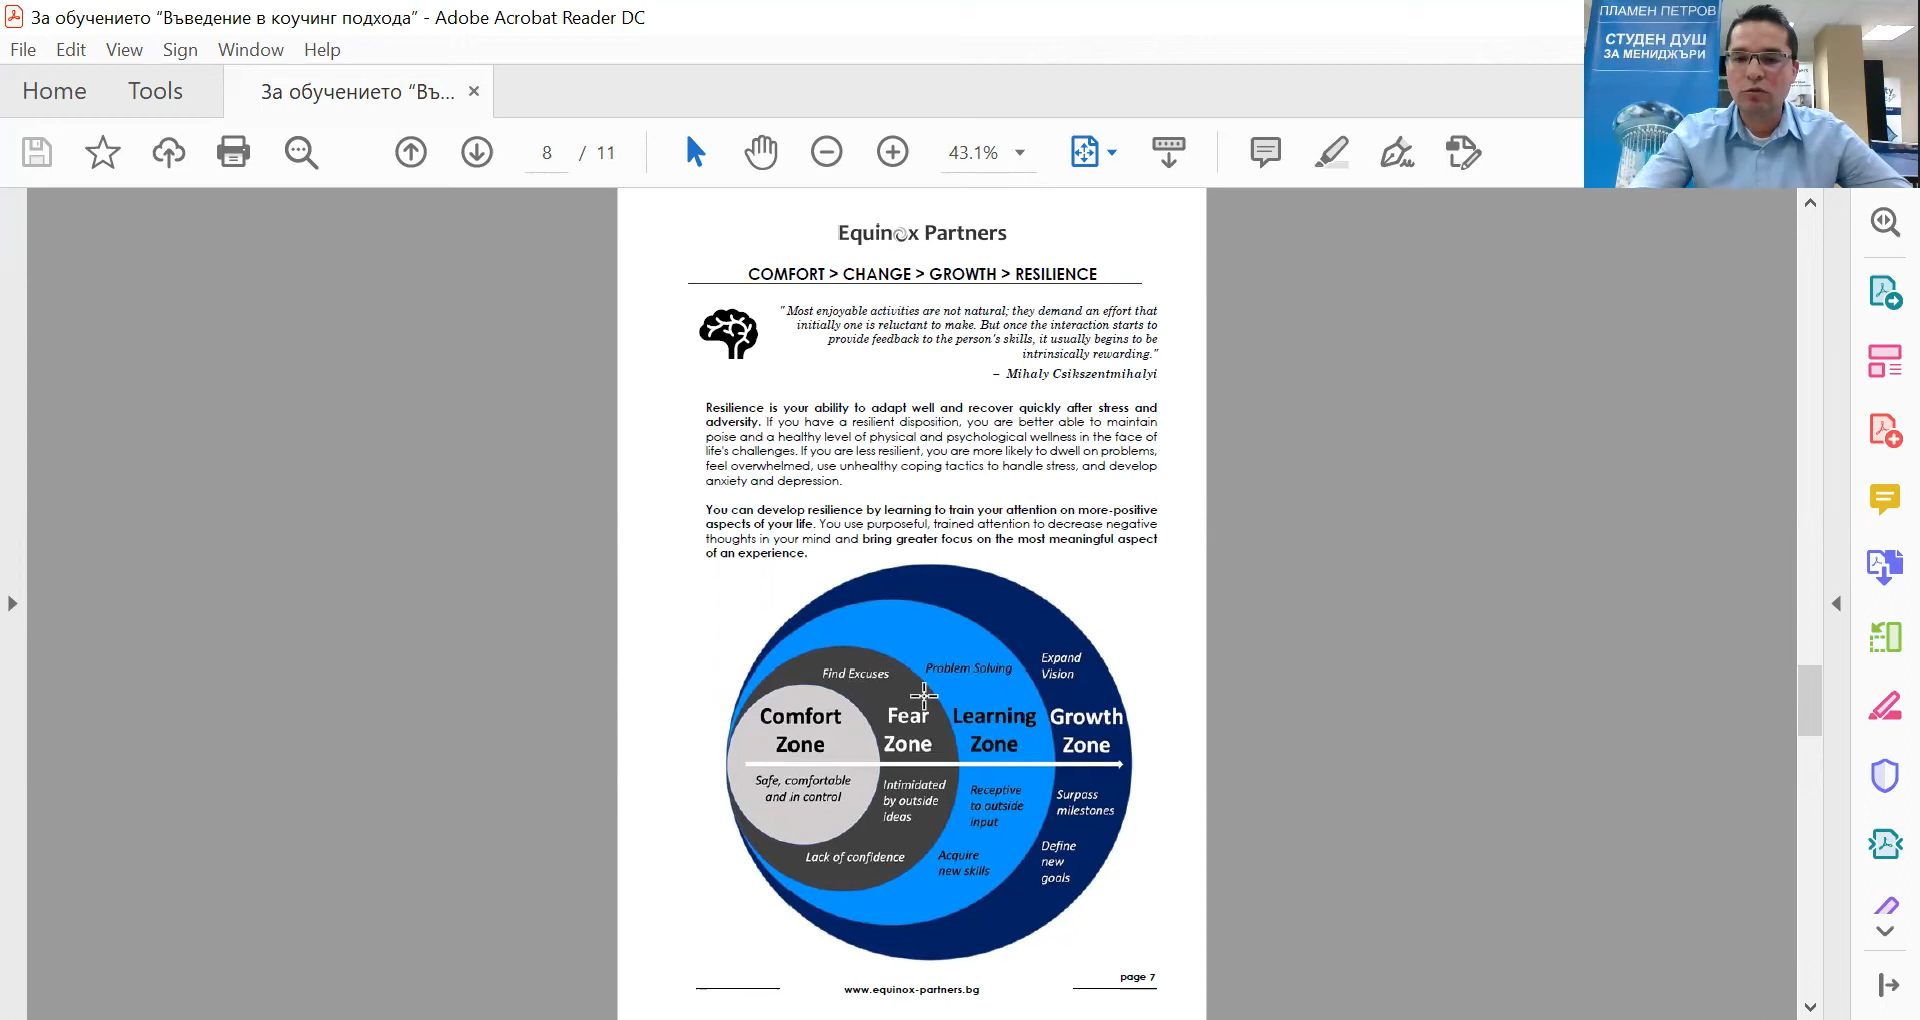 За обучението “Въведение в коучинг подхода” - Adobe Acrobat Reader DC
File Edit View Sign Window Help
Home Tools За обучението “Въ... ×
8 / 11 43.1%
ПЛАМЕН ПЕТРОВ
СТУДЕН ДУШ
ЗА МЕНИДЖЪРИ
Equinox Partners
COMFORT > CHANGE > GROWTH > RESILIENCE
"Most enjoyable activities are not natural; they demand an effort that
initially one is reluctant to make. But once the interaction starts to
provide feedback to the person's skills, it usually begins to be
intrinsically rewarding."
– Mihaly Csikszentmihalyi
Resilience is your ability to adapt well and recover quickly after stress and
adversity. If you have a resilient disposition, you are better able to maintain
poise and a healthy level of physical and psychological wellness in the face of
life's challenges. If you are less resilient, you are more likely to dwell on problems,
feel overwhelmed, use unhealthy coping tactics to handle stress, and develop
anxiety and depression.
You can develop resilience by learning to train your attention on more-positive
aspects of your life. You use purposeful, trained attention to decrease negative
thoughts in your mind and bring greater focus on the most meaningful aspect
of an experience.
Find Excuses
Comfort
Zone
Safe, comfortable
and in control
Fear
Zone
Intimidated
by outside
ideas
Lack of confidence
Problem Solving
Learning
Zone
Receptive
to outside
input
Acquire
new skills
Expand
Vision
Growth
Zone
Surpass
milestones
Define
new
goals
page 7
www.equinox-partners.bg